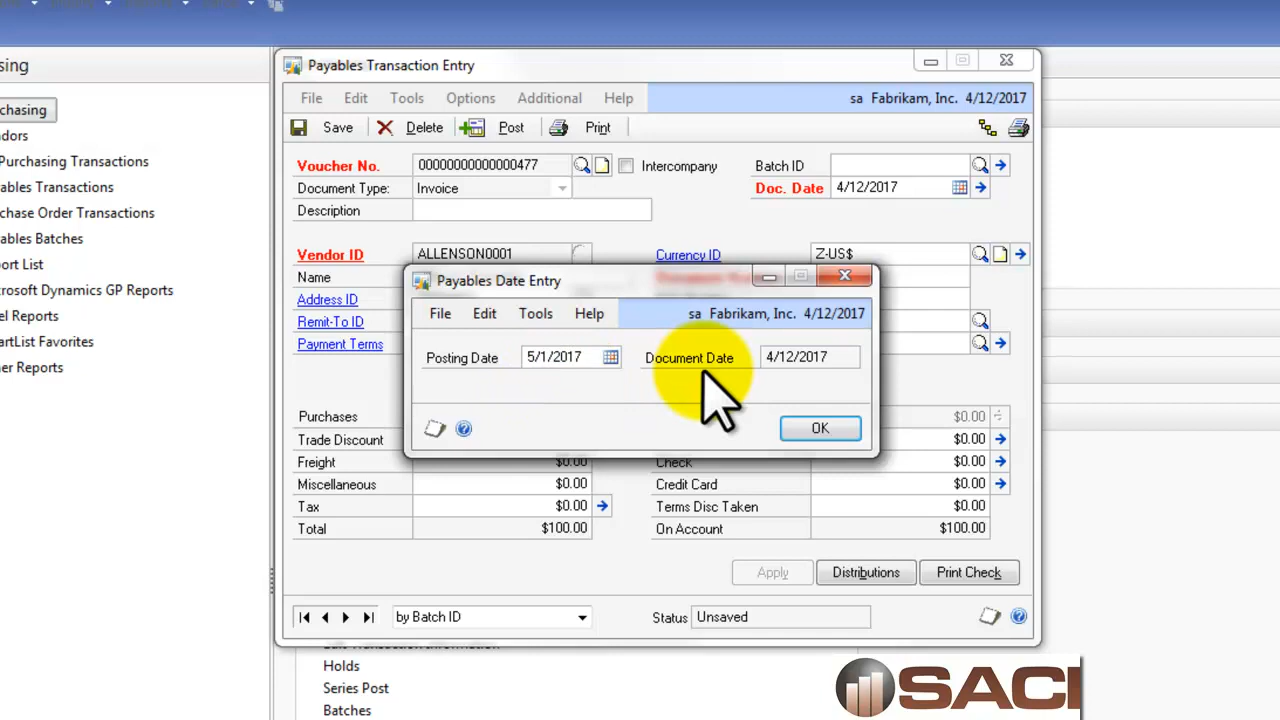 sing
Payables Transaction Entry
File Edit Tools Options Additional Help sa Fabrikam, Inc. 4/12/2017
chasing
Save Delete Post Print
dors
Purchasing Transactions
ables Transactions
chase Order Transactions
ables Batches
port List
rosoft Dynamics GP Reports
el Reports
artList Favorites
er Reports
Voucher No. 00000000000000477 Intercompany Batch ID
Document Type: Invoice Doc. Date 4/12/2017
Description
Vendor ID ALLENSON0001 Currency ID Z-US$
Name
Address ID
Remit-To ID
Payment Terms
Payables Date Entry
File Edit Tools Help sa Fabrikam, Inc. 4/12/2017
Posting Date 5/1/2017 Document Date 4/12/2017
OK
Purchases $0.00
Trade Discount $0.00
Freight $0.00 Check $0.00
Miscellaneous $0.00 Credit Card $0.00
Tax $0.00 Terms Disc Taken $0.00
Total $100.00 On Account $100.00
Apply Distributions Print Check
by Batch ID Status Unsaved
Holds
Series Post
Batches
SACI